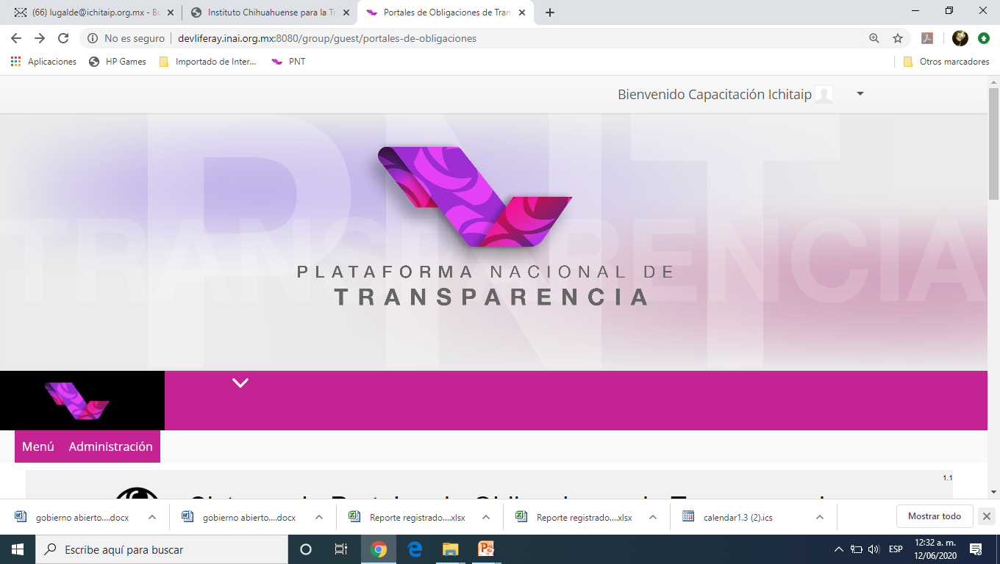 (66) lugalde@ichitaip.org.mx - Bu
Instituto Chihuahuense para la Tr
Portales de Obligaciones de Tran
No es seguro
devliferay.inai.org.mx:8080/group/guest/portales-de-obligaciones
Aplicaciones
HP Games
Importado de Inter...
PNT
Otros marcadores
Bienvenido Capacitación Ichitaip
PNT
TRANSPARENCIA
PLATAFORMA NACIONAL DE
TRANSPARENCIA
Menú Administración
1.1
gobierno abierto....docx
gobierno abierto....docx
Reporte registrado....xlsx
Reporte registrado....xlsx
calendar1.3 (2).ics
Mostrar todo
Escribe aquí para buscar
ESP
12:32 a. m.
12/06/2020